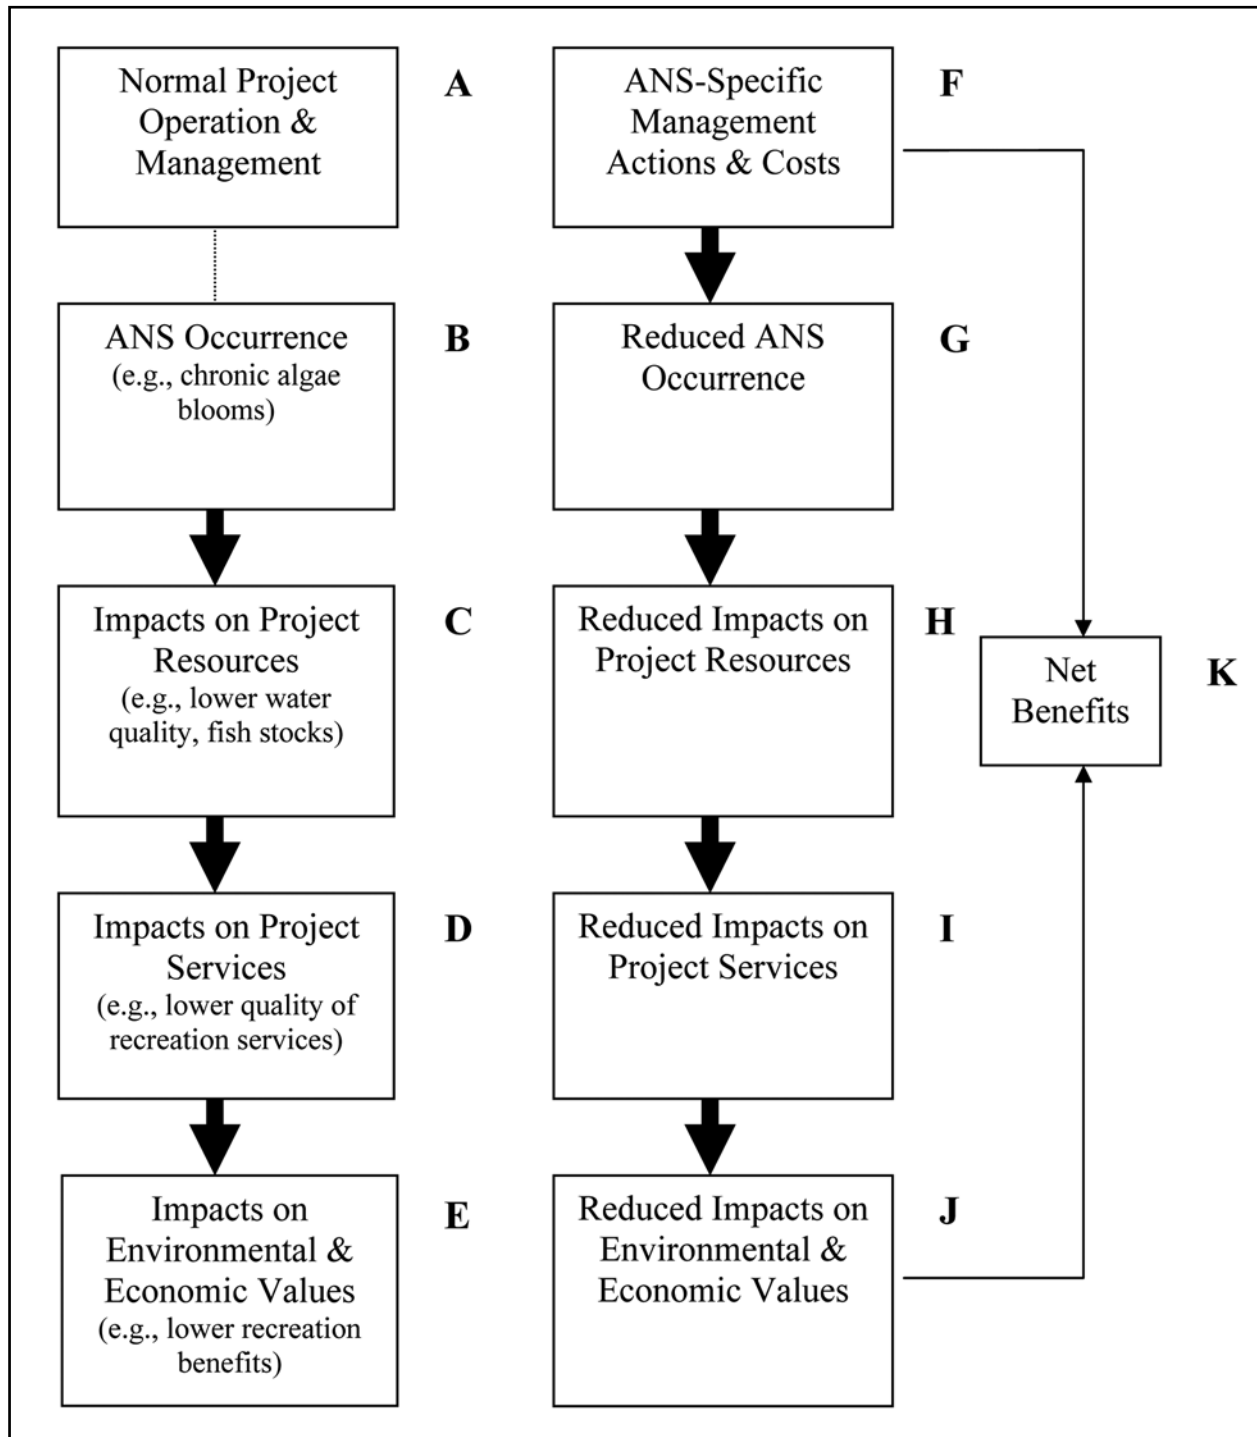 Normal Project
Operation &
Management
A
ANS Occurrence
(e.g., chronic algae
blooms)
B
Impacts on Project
Resources
(e.g., lower water
quality, fish stocks)
C
Impacts on Project
Services
(e.g., lower quality of
recreation services)
D
Impacts on
Environmental &
Economic Values
(e.g., lower recreation
benefits)
E
ANS-Specific
Management
Actions & Costs
F
Reduced ANS
Occurrence
G
Reduced Impacts on
Project Resources
H
Reduced Impacts on
Project Services
I
Reduced Impacts on
Environmental &
Economic Values
J
Net
Benefits
K